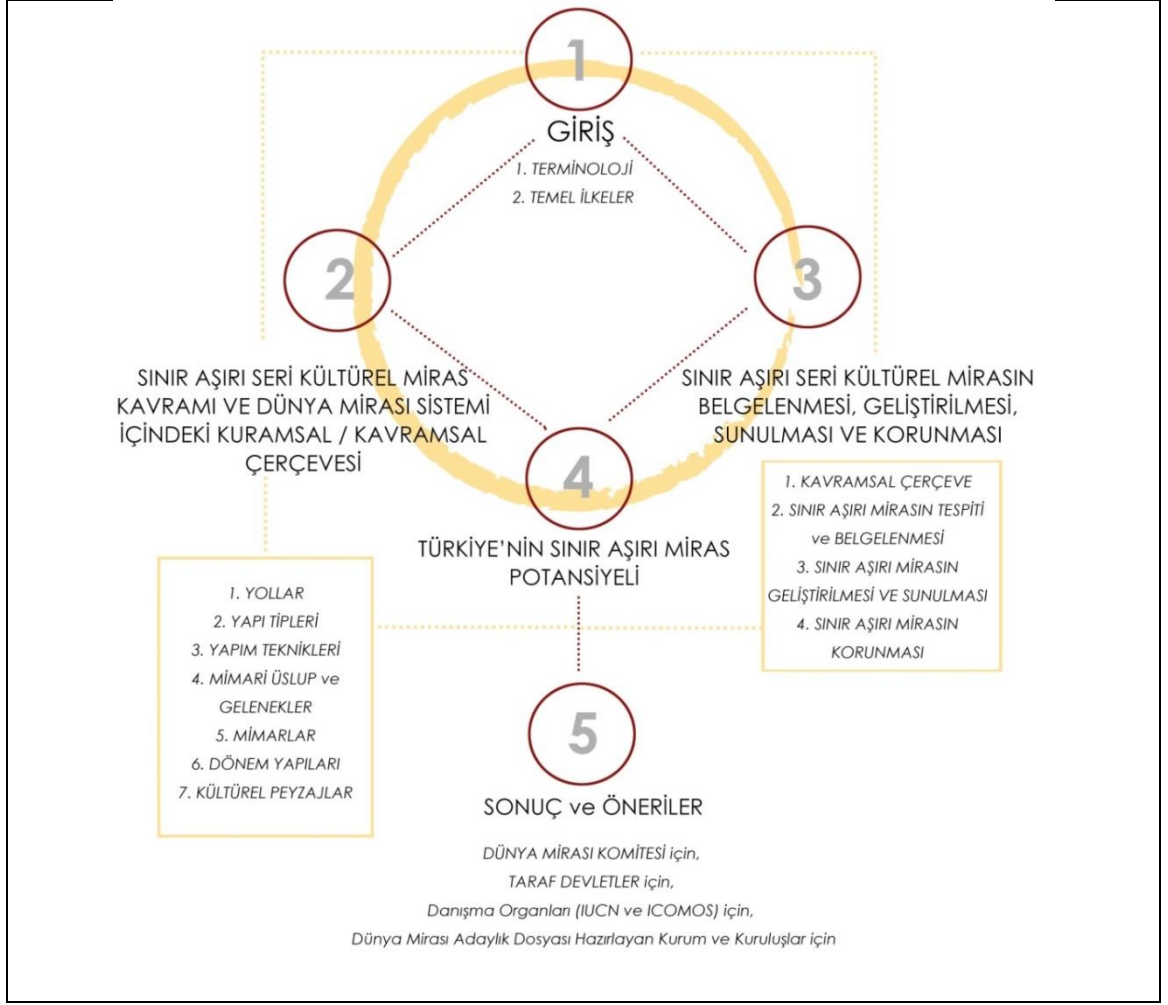 1
GİRİŞ
1. TERMİNOLOJİ
2. TEMEL İLKELER
2
SINIR AŞIRI SERİ KÜLTÜREL MİRAS
KAVRAMI VE DÜNYA MİRASI SİSTEMİ
İÇİNDEKİ KURAMSAL / KAVRAMSAL
ÇERÇEVESİ
3
SINIR AŞIRI SERİ KÜLTÜREL MİRASIN
BELGELENMESİ, GELİŞTİRİLMESİ,
SUNULMASI VE KORUNMASI
4
TÜRKİYE'NİN SINIR AŞIRI MİRAS
POTANSİYELİ
1. YOLLAR
2. YAPI TİPLERİ
3. YAPIM TEKNİKLERİ
4. MİMARİ ÜSLUP ve
GELENEKLER
5. MİMARLAR
6. DÖNEM YAPILARI
7. KÜLTÜREL PEYZAJLAR
1. KAVRAMSAL ÇERÇEVE
2. SINIR AŞIRI MİRASIN TESPİTİ
ve BELGELENMESİ
3. SINIR AŞIRI MİRASIN
GELİŞTİRİLMESİ VE SUNULMASI
4. SINIR AŞIRI MİRASIN
KORUNMASI
5
SONUÇ ve ÖNERİLER
DÜNYA MİRASI KOMİTESİ için,
TARAF DEVLETLER için,
Danışma Organları (IUCN ve ICOMOS) için,
Dünya Mirası Adaylık Dosyası Hazırlayan Kurum ve Kuruluşlar için